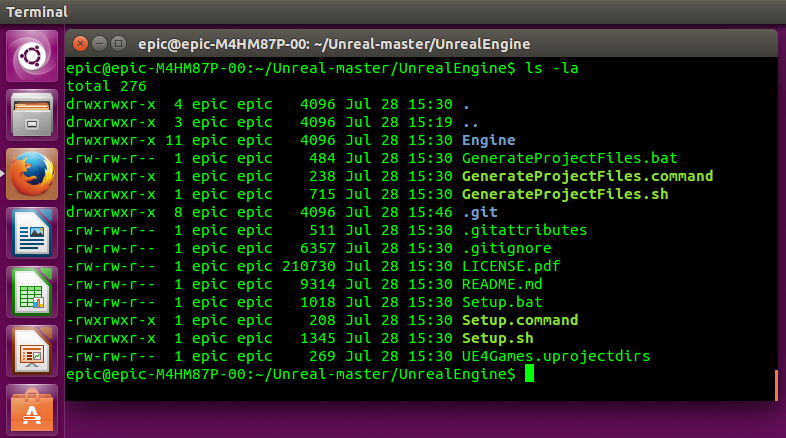 Terminal
epic@epic-M4HM87P-00: ~/Unreal-master/UnrealEngine
epic@epic-M4HM87P-00:~/Unreal-master/UnrealEngine$ ls -la
total 276
drwxrwxr-x  4 epic epic   4096 Jul 28 15:30 .
drwxrwxr-x  3 epic epic   4096 Jul 28 15:19 ..
drwxrwxr-x 11 epic epic   4096 Jul 28 15:30 Engine
-rw-rw-r--  1 epic epic    484 Jul 28 15:30 GenerateProjectFiles.bat
-rwxrwxr-x  1 epic epic    238 Jul 28 15:30 GenerateProjectFiles.command
-rwxrwxr-x  1 epic epic    715 Jul 28 15:30 GenerateProjectFiles.sh
drwxrwxr-x  8 epic epic   4096 Jul 28 15:46 .git
-rw-rw-r--  1 epic epic    511 Jul 28 15:30 .gitattributes
-rw-rw-r--  1 epic epic   6357 Jul 28 15:30 .gitignore
-rw-rw-r--  1 epic epic 210730 Jul 28 15:30 LICENSE.pdf
-rw-rw-r--  1 epic epic   9314 Jul 28 15:30 README.md
-rw-rw-r--  1 epic epic   1018 Jul 28 15:30 Setup.bat
-rwxrwxr-x  1 epic epic    208 Jul 28 15:30 Setup.command
-rwxrwxr-x  1 epic epic   1345 Jul 28 15:30 Setup.sh
-rw-rw-r--  1 epic epic    269 Jul 28 15:30 UE4Games.uprojectdirs
epic@epic-M4HM87P-00:~/Unreal-master/UnrealEngine$